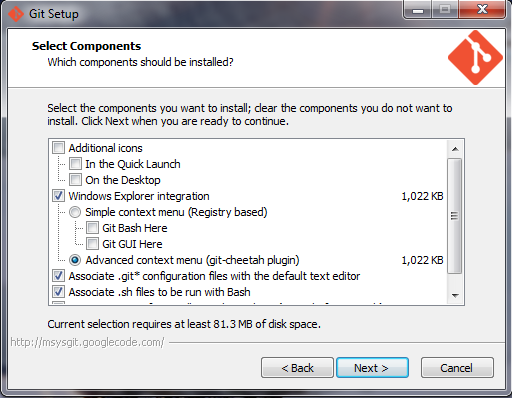 Git Setup
Select Components
Which components should be installed?
Select the components you want to install; clear the components you do not want to
install. Click Next when you are ready to continue.
Additional icons
In the Quick Launch
On the Desktop
Windows Explorer integration 1,022 KB
Simple context menu (Registry based)
Git Bash Here
Git GUI Here
Advanced context menu (git-cheetah plugin) 1,022 KB
Associate .git* configuration files with the default text editor
Associate .sh files to be run with Bash
Current selection requires at least 81.3 MB of disk space.
http://msysgit.googlecode.com/
< Back Next > Cancel